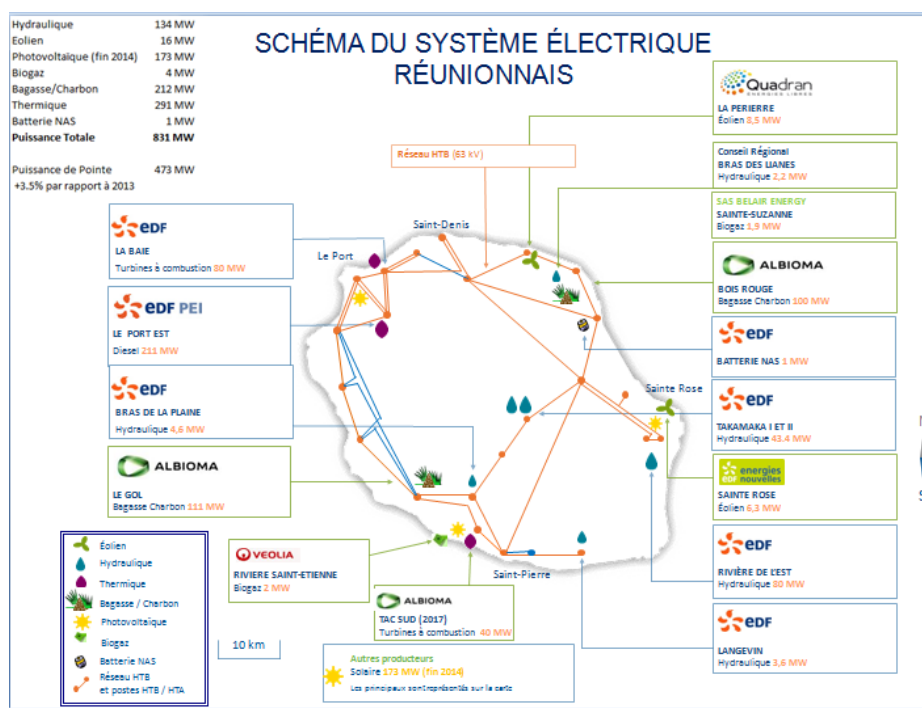 Hydraulique 134 MW
Eolien 16 MW
Photovoltaïque (fin 2014) 173 MW
Biogaz 4 MW
Bagasse/Charbon 212 MW
Thermique 291 MW
Batterie NAS 1 MW
Puissance Totale 831 MW
Puissance de Pointe 473 MW
+3.5% par rapport à 2013
SCHÉMA DU SYSTÈME ÉLECTRIQUE
RÉUNIONNAIS
Réseau HTB (63 kV)
Saint-Denis
Le Port
Sainte Rose
Saint-Pierre
eDF
LA BAIE
Turbines à combustion 80 MW
eDF PEI
LE PORT EST
Diesel 211 MW
eDF
BRAS DE LA PLAINE
Hydraulique 4,6 MW
ALBIOMA
LE GOL
Bagasse Charbon 111 MW
Quadran
ENERGIES LIBRES
LA PERIERRE
Éolien 8,5 MW
Conseil Régional
BRAS DES LIANES
Hydraulique 2,2 MW
SAS BELAIR ENERGY
SAINTE-SUZANNE
Biogaz 1,9 MW
ALBIOMA
BOIS ROUGE
Bagasse Charbon 100 MW
eDF
BATTERIE NAS 1 MW
eDF
TAKAMAKA I ET II
Hydraulique 43.4 MW
eDF energies
nouvelles
SAINTE ROSE
Éolien 6,3 MW
eDF
RIVIÈRE DE L'EST
Hydraulique 80 MW
eDF
LANGEVIN
Hydraulique 3,6 MW
VEOLIA
RIVIERE SAINT-ETIENNE
Biogaz 2 MW
ALBIOMA
TAC SUD (2017)
Turbines à combustion 40 MW
Autres producteurs
Solaire 173 MW (fin 2014)
Les principaux sont représentés sur la carte
10 km
Éolien
Hydraulique
Thermique
Bagasse / Charbon
Photovoltaïque
Biogaz
Batterie NAS
Réseau HTB
et postes HTB / HTA